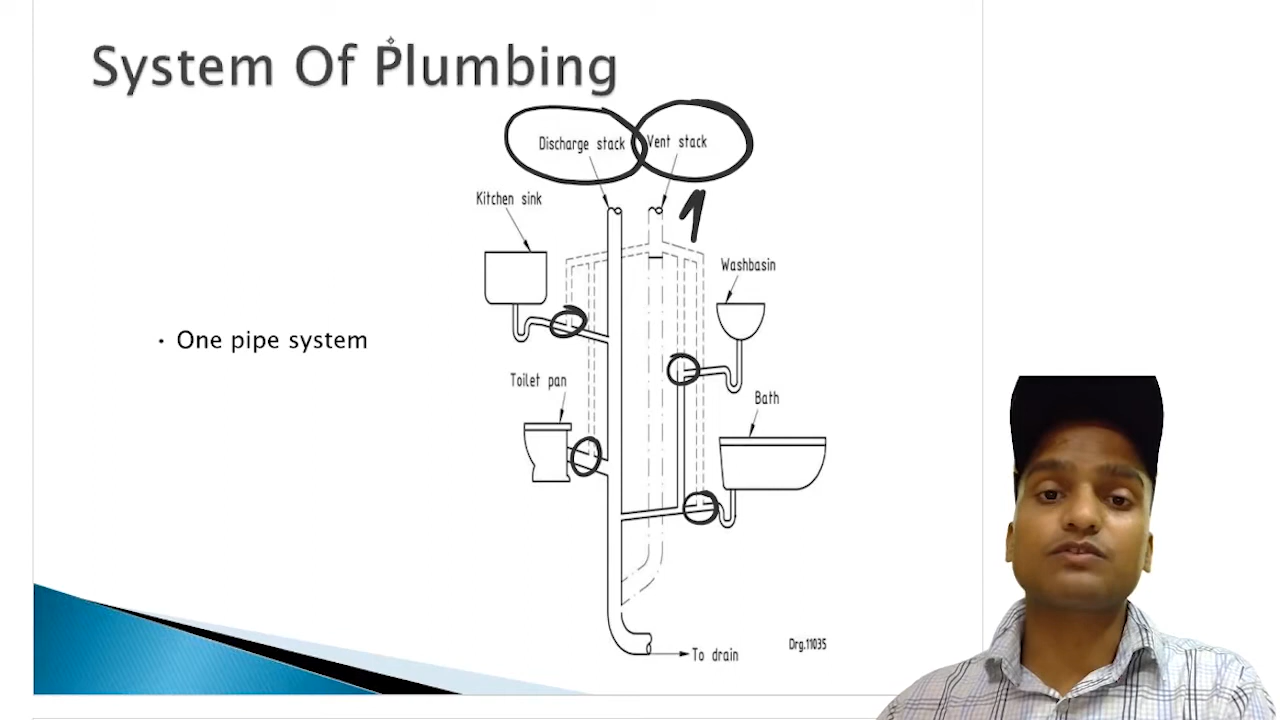 System Of Plumbing
Discharge stack
Vent stack
1
Kitchen sink
Washbasin
• One pipe system
Toilet pan
Bath
Drg.11035
To drain